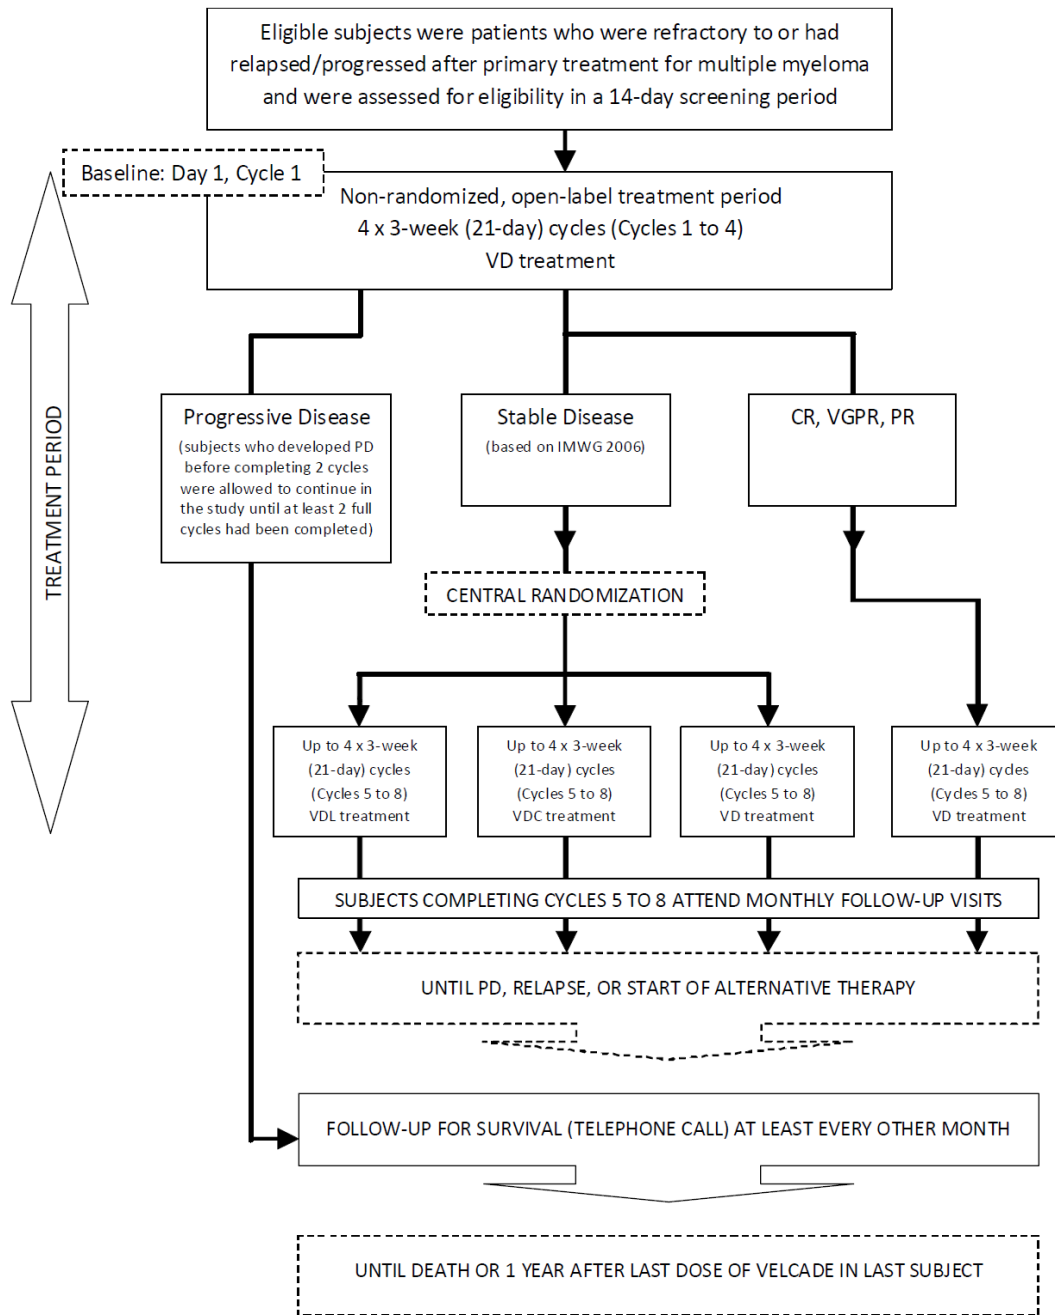 Eligible subjects were patients who were refractory to or had
relapsed/progressed after primary treatment for multiple myeloma
and were assessed for eligibility in a 14-day screening period
Baseline: Day 1, Cycle 1
Non-randomized, open-label treatment period
4 x 3-week (21-day) cycles (Cycles 1 to 4)
VD treatment
TREATMENT PERIOD
Progressive Disease
(subjects who developed PD
before completing 2 cycles
were allowed to continue in
the study until at least 2 full
cycles had been completed)
Stable Disease
(based on IMWG 2006)
CR, VGPR, PR
CENTRAL RANDOMIZATION
Up to 4 x 3-week
(21-day) cycles
(Cycles 5 to 8)
VDL treatment
Up to 4 x 3-week
(21-day) cycles
(Cycles 5 to 8)
VDC treatment
Up to 4 x 3-week
(21-day) cycles
(Cycles 5 to 8)
VD treatment
Up to 4 x 3-week
(21-day) cycles
(Cycles 5 to 8)
VD treatment
SUBJECTS COMPLETING CYCLES 5 TO 8 ATTEND MONTHLY FOLLOW-UP VISITS
UNTIL PD, RELAPSE, OR START OF ALTERNATIVE THERAPY
FOLLOW-UP FOR SURVIVAL (TELEPHONE CALL) AT LEAST EVERY OTHER MONTH
UNTIL DEATH OR 1 YEAR AFTER LAST DOSE OF VELCADE IN LAST SUBJECT